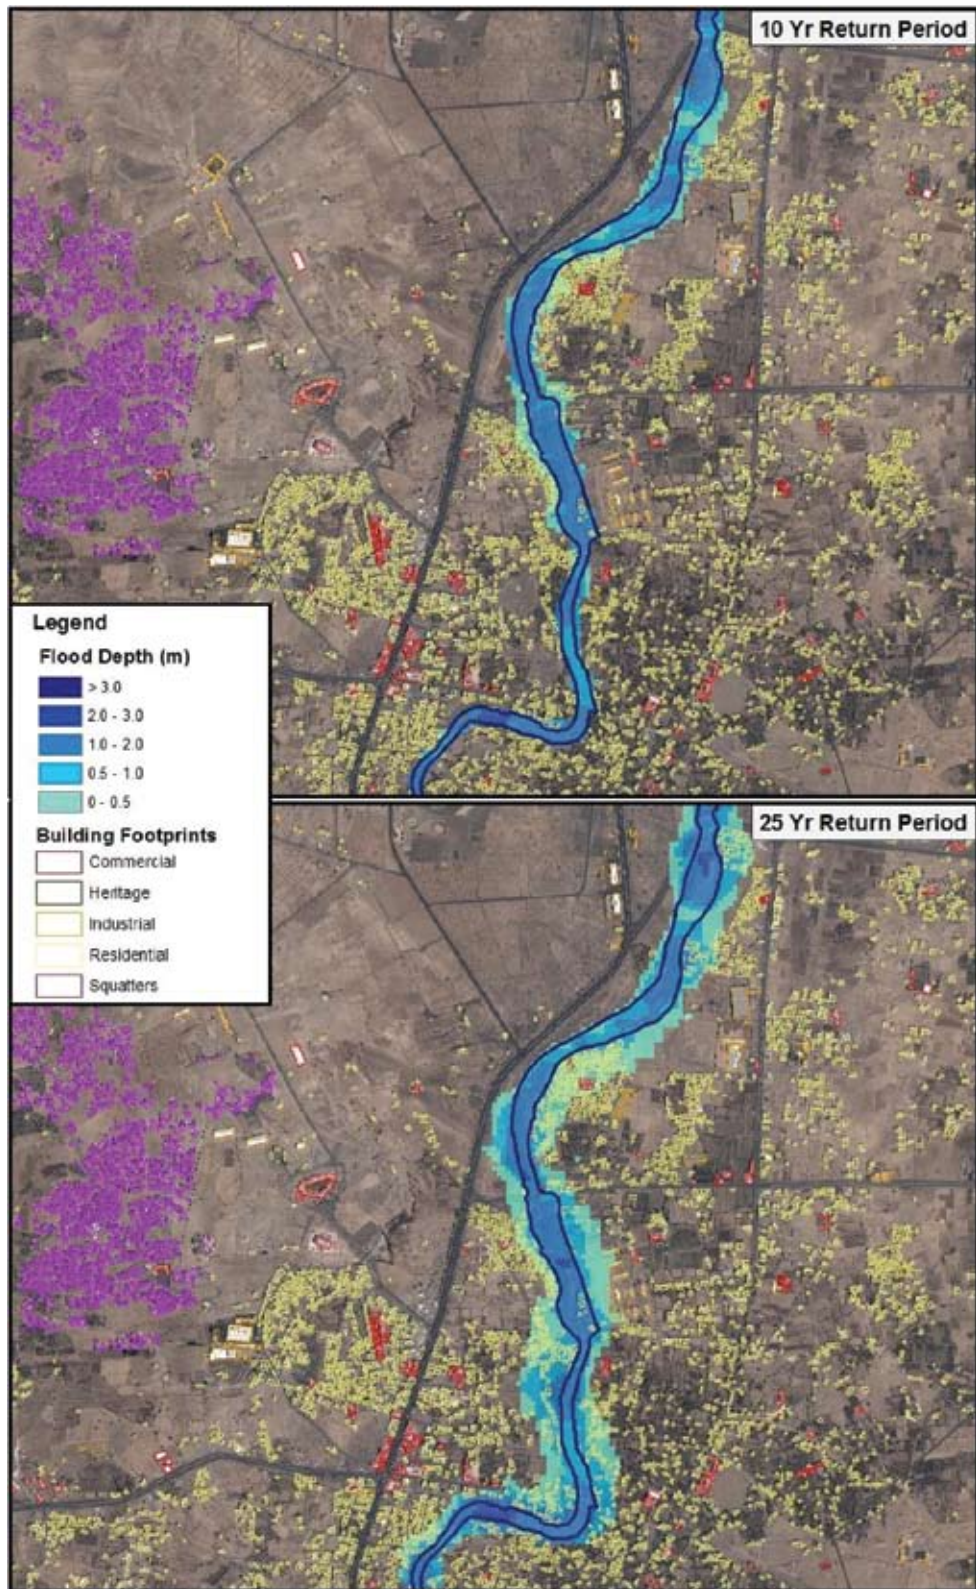 10 Yr Return Period
Legend
Flood Depth (m)
> 3.0
2.0 - 3.0
1.0 - 2.0
0.5 - 1.0
0 - 0.5
Building Footprints
Commercial
Heritage
Industrial
Residential
Squatters
25 Yr Return Period